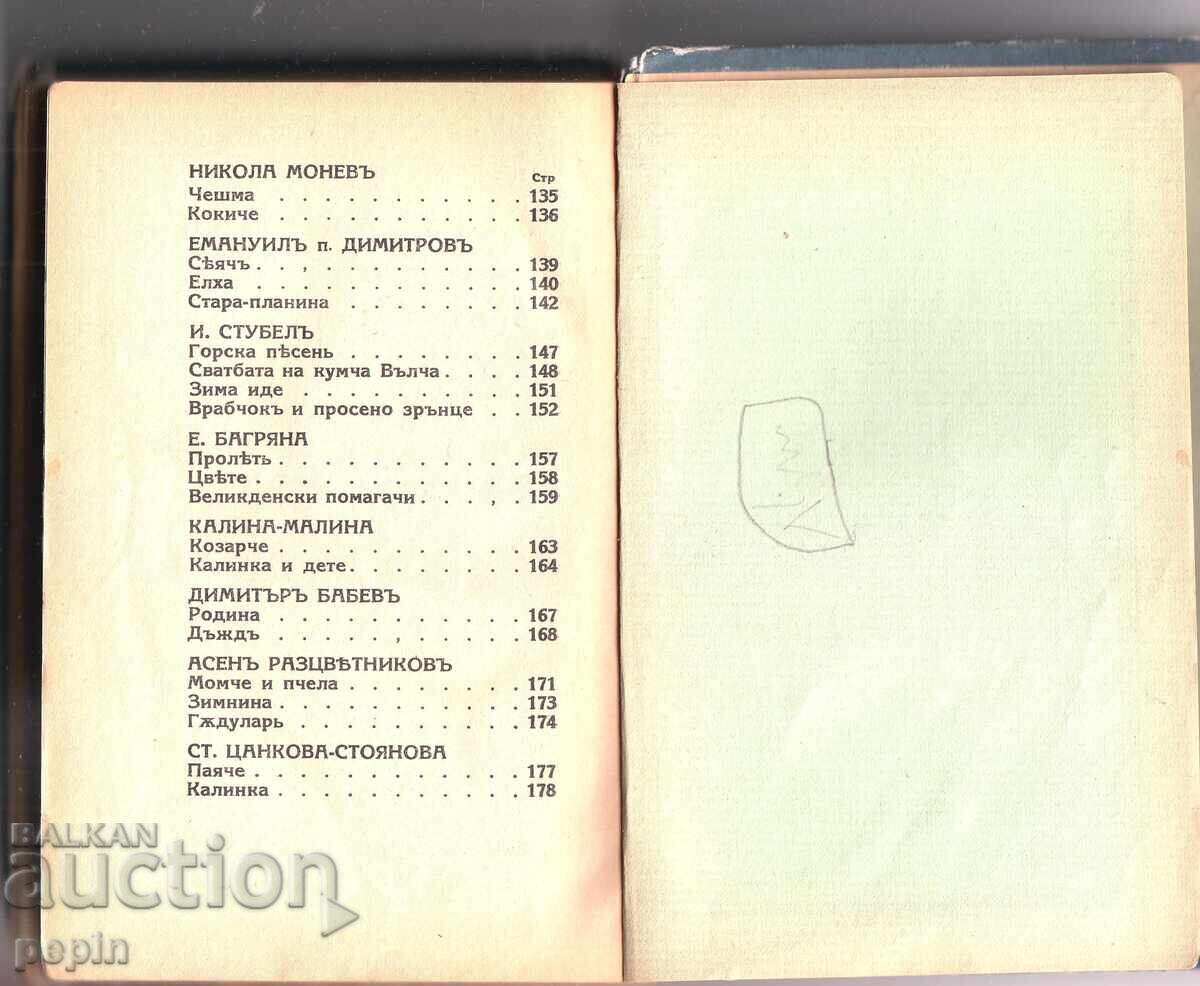 НИКОЛА МОНЕВЪ
Стр
Чешма . . . . . . . . . . . 135
Кокиче . . . . . . . . . . . 136
ЕМАНУИЛЪ п. ДИМИТРОВЪ
Сѣячъ. . , . . . . . . . . . 139
Елха . . . . . . . . . . . . 140
Стара-планина . . . . . . . . 142
И. СТУБЕЛЪ
Горска пѣсень . . . . . . . . 147
Сватбата на кумча Вълча . . . . 148
Зима иде . . . . . . . . . . 151
Врабчокъ и просено зрънце . . 152
Е. БАГРЯНА
Пролѣть . . . . . . . . . . . 157
Цвѣте . . . . . . . . . . . . 158
Великденски помагачи . . . , . 159
КАЛИНА-МАЛИНА
Козарче . . . . . . . . . . . 163
Калинка и дете. . . . . . . . 164
ДИМИТЪРЪ БАБЕВЪ
Родина . . . . . . . . . . . 167
Дъждъ . . . . . , . . . . . 168
АСЕНЪ РАЗЦВѢТНИКОВЪ
Момче и пчела . . . . . . . . 171
Зимнина . . . . . . . . . . . 173
Гѫдуларь . . . . . . . . . . 174
СТ. ЦАНКОВА-СТОЯНОВА
Паяче . . . . . . . . . . . . 177
Калинка . . . . . . . . . . . 178
BALKAN
auction
pepin